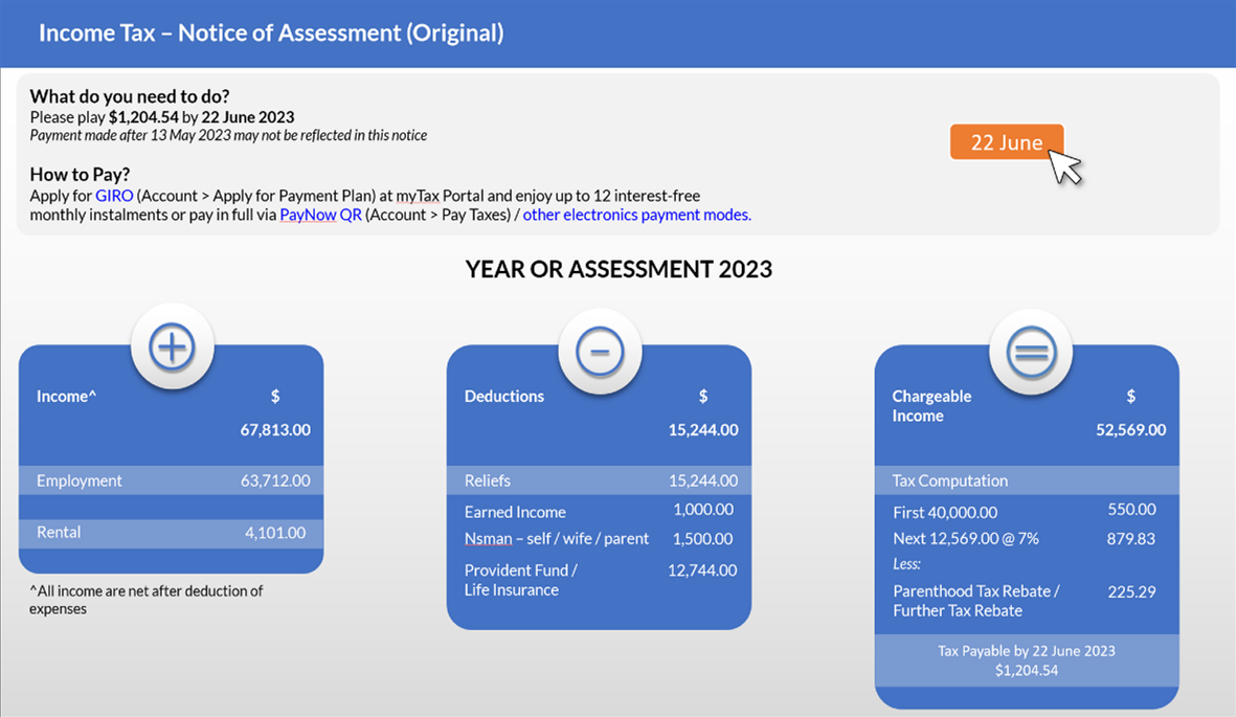 Income Tax – Notice of Assessment (Original)
What do you need to do?
Please play $1,204.54 by 22 June 2023
Payment made after 13 May 2023 may not be reflected in this notice
22 June
How to Pay?
Apply for GIRO (Account > Apply for Payment Plan) at myTax Portal and enjoy up to 12 interest-free
monthly instalments or pay in full via PayNow QR (Account > Pay Taxes) / other electronics payment modes.
YEAR OR ASSESSMENT 2023
Income^ $
67,813.00
Employment 63,712.00
Rental 4,101.00
^All income are net after deduction of
expenses
Deductions $
15,244.00
Reliefs 15,244.00
Earned Income 1,000.00
Nsman – self / wife / parent 1,500.00
Provident Fund / 12,744.00
Life Insurance
Chargeable $
Income
52,569.00
Tax Computation
First 40,000.00 550.00
Next 12,569.00 @ 7% 879.83
Less:
Parenthood Tax Rebate / 225.29
Further Tax Rebate
Tax Payable by 22 June 2023
$1,204.54